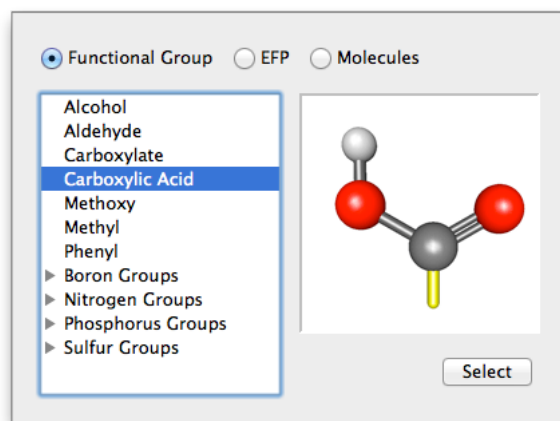 Functional Group EFP Molecules
Alcohol
Aldehyde
Carboxylate
Carboxylic Acid
Methoxy
Methyl
Phenyl
Boron Groups
Nitrogen Groups
Phosphorus Groups
Sulfur Groups
Select